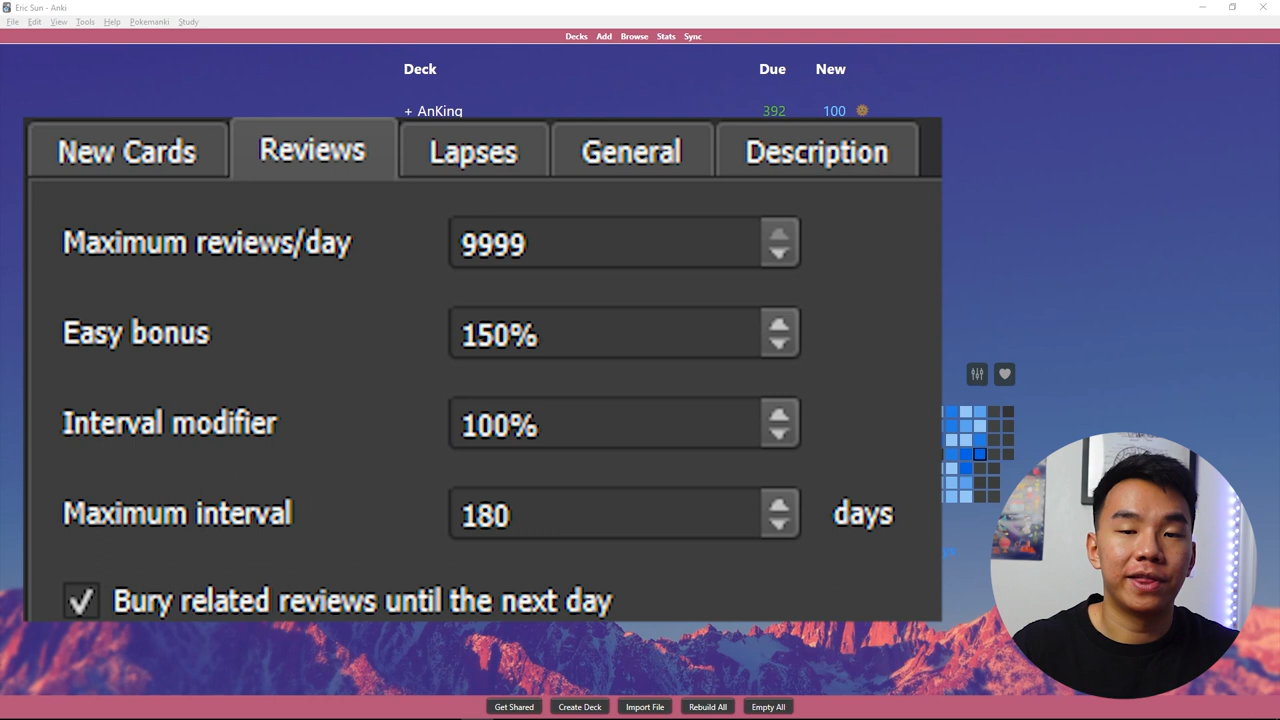 Eric Sun - Anki
File Edit View Tools Help Pokemanki Study
Decks Add Browse Stats Sync
Deck Due New
+ AnKing 392 100
New Cards Reviews Lapses General Description
Maximum reviews/day 9999
Easy bonus 150%
Interval modifier 100%
Maximum interval 180 days
Bury related reviews until the next day
Get Shared Create Deck Import File Rebuild All Empty All